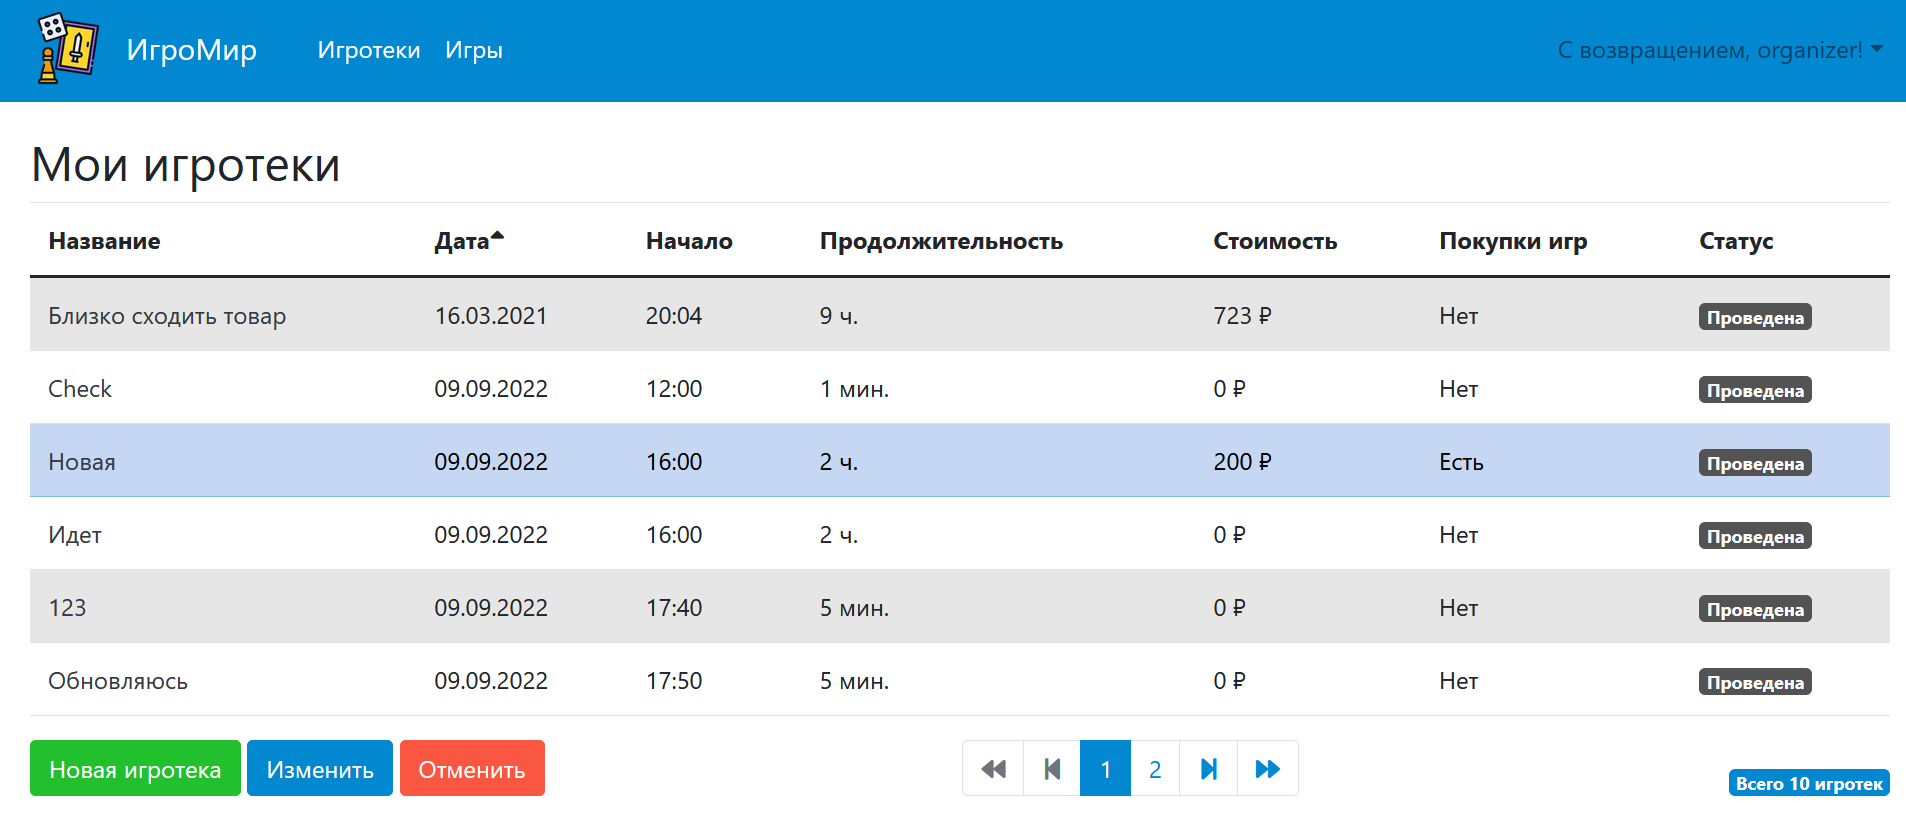 ИгроМир Игротеки Игры С возвращением, organizer!
Мои игротеки
Название Дата Начало Продолжительность Стоимость Покупки игр Статус
Близко сходить товар 16.03.2021 20:04 9 ч. 723 ₽ Нет Проведена
Check 09.09.2022 12:00 1 мин. 0 ₽ Нет Проведена
Новая 09.09.2022 16:00 2 ч. 200 ₽ Есть Проведена
Идет 09.09.2022 16:00 2 ч. 0 ₽ Нет Проведена
123 09.09.2022 17:40 5 мин. 0 ₽ Нет Проведена
Обновляюсь 09.09.2022 17:50 5 мин. 0 ₽ Нет Проведена
Новая игротека Изменить Отменить 1 2 Всего 10 игротек